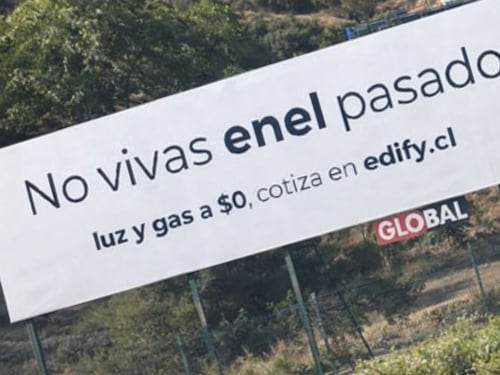 No vivas enel pasado
luz y gas a $0, cotiza en edify.cl
GLOBAL